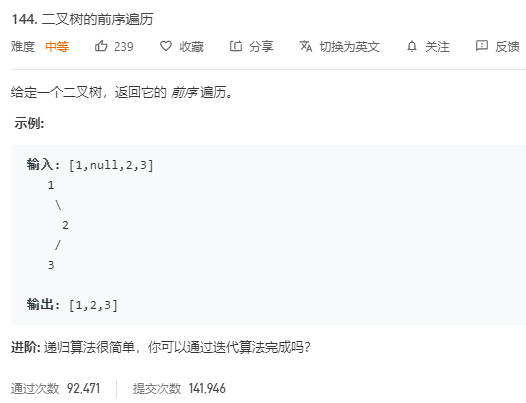 144. 二叉树的前序遍历
难度 中等 239 收藏 分享 切换为英文 关注 反馈
给定一个二叉树，返回它的 前序 遍历。
示例:
输入: [1,null,2,3]
1
\
2
/
3
输出: [1,2,3]
进阶: 递归算法很简单，你可以通过迭代算法完成吗？
通过次数 92,471 提交次数 141,946